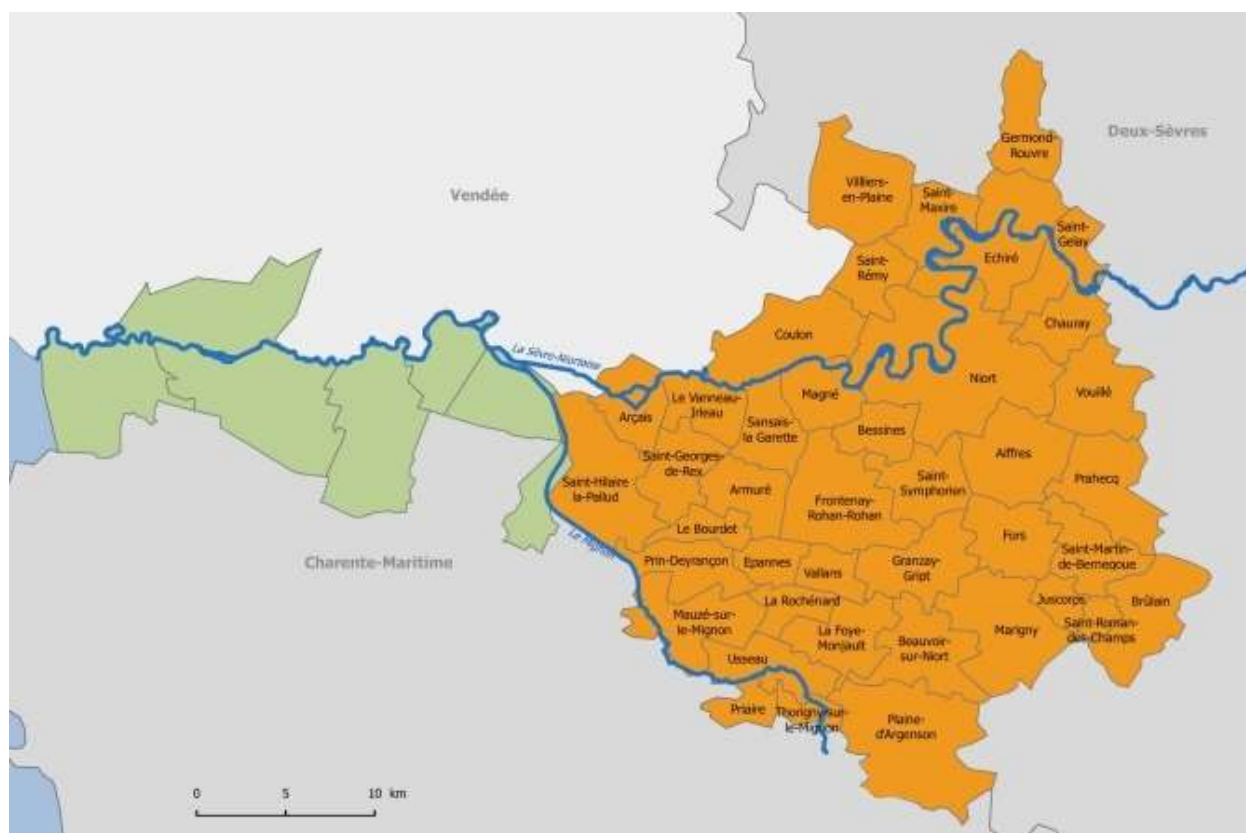 Deux-Sèvres
Germond-
Rouvre
Vendée
Villiers-
en-Plaine
Saint-
Maxire
Saint-
Gelay
Echiré
Saint-
Rémy
Chauray
Coulon
La Sèvre-Niortaise
Niort
Vouillé
Magné
Le Vanneau-
Irleau
Arçais
Sansais-
la Garette
Bessines
Aiffres
Saint-Georges-
de-Rex
Saint-Hilaire
la-Pallud
Armuré
Saint-
Symphorien
Prahecq
Frontenay-
Rohan-Rohan
Le Bourdet
Fors
Le Mignon
Charente-Maritime
Prin-Deyrançon
Epannes
Vallans
Granzay-
Gript
Saint-Martin-
de-Bernegoue
La Rochénard
Juscorps
Brûlain
Mauzé-sur-
le-Mignon
La Foye-
Monjault
Beauvoir-
sur-Niort
Marigny
Saint-Roman-
des-Champs
Usseau
Priaire
Thorigny-sur-
le-Mignon
Plaine-
d'Argenson
0 5 10 km